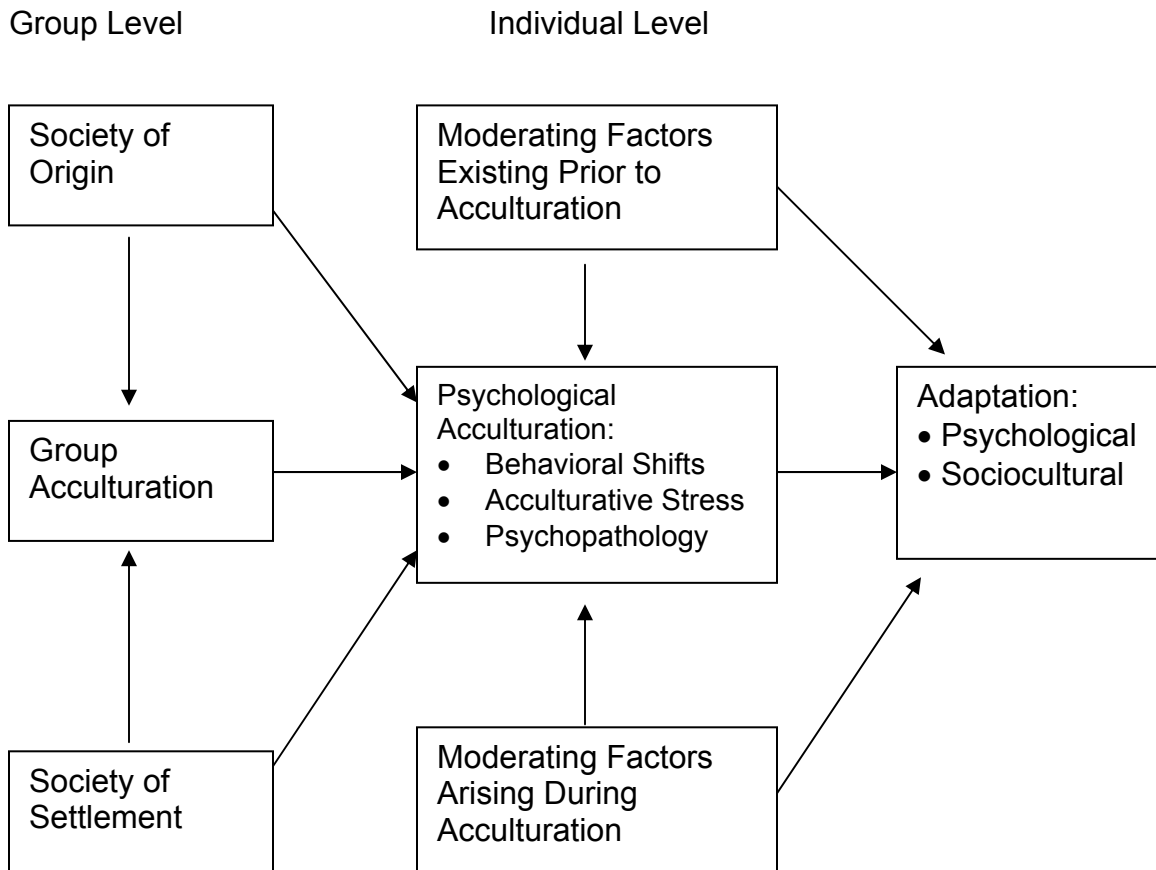 Group Level
Individual Level
Society of
Origin
Moderating Factors
Existing Prior to
Acculturation
Group
Acculturation
Psychological
Acculturation:
• Behavioral Shifts
• Acculturative Stress
• Psychopathology
Adaptation:
• Psychological
• Sociocultural
Society of
Settlement
Moderating Factors
Arising During
Acculturation